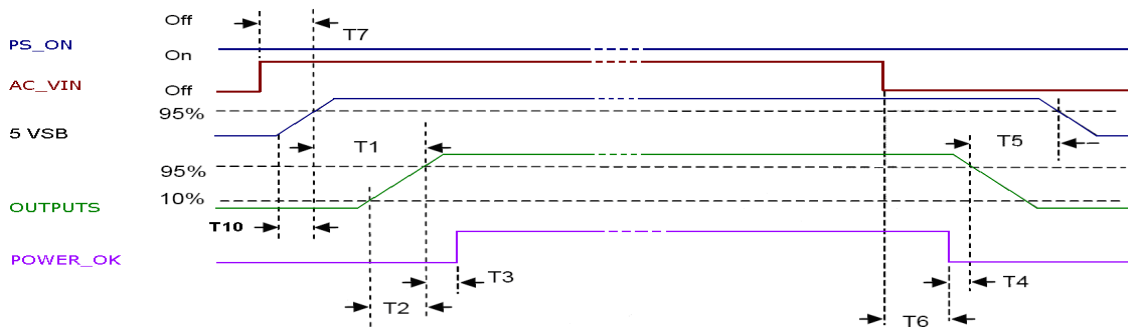 Off
T7
PS_ON
On
AC_VIN
Off
95%
5 VSB
T1
T5
95%
10%
OUTPUTS
T10
POWER_OK
T3
T4
T2
T6